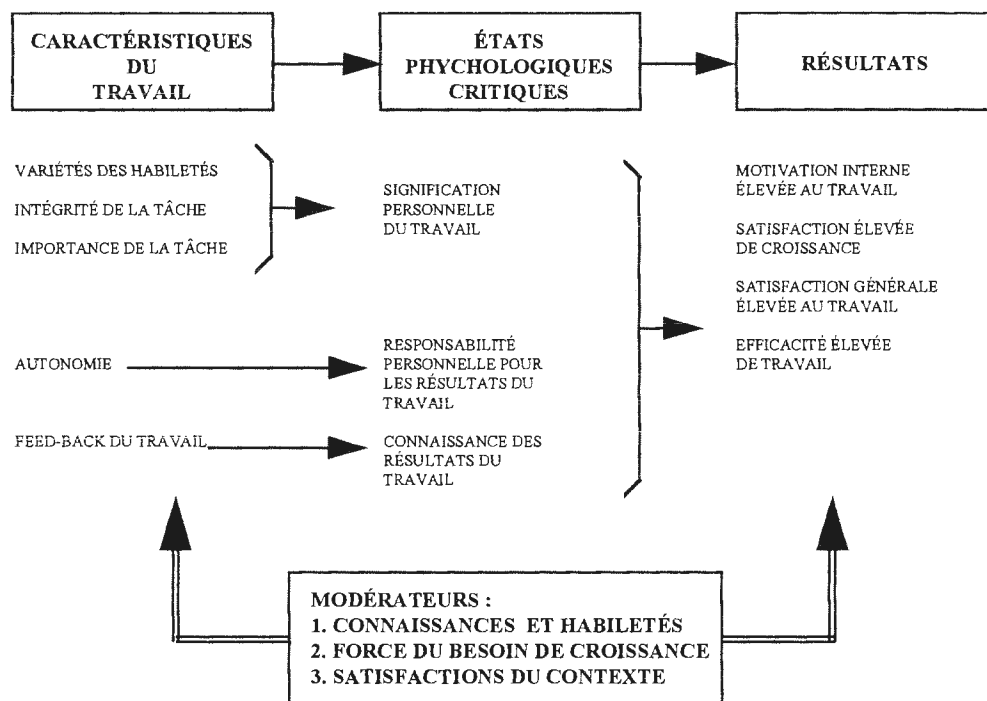 CARACTÉRISTIQUES
DU
TRAVAIL
ÉTATS
PHYCHOLOGIQUES
CRITIQUES
RÉSULTATS
VARIÉTÉS DES HABILETÉS
INTÉGRITÉ DE LA TÂCHE
IMPORTANCE DE LA TÂCHE
SIGNIFICATION
PERSONNELLE
DU TRAVAIL
MOTIVATION INTERNE
ÉLEVÉE AU TRAVAIL
SATISFACTION ÉLEVÉE
DE CROISSANCE
SATISFACTION GÉNÉRALE
ÉLEVÉE AU TRAVAIL
EFFICACITÉ ÉLEVÉE
DE TRAVAIL
AUTONOMIE
RESPONSABILITÉ
PERSONNELLE POUR
LES RÉSULTATS DU
TRAVAIL
FEED-BACK DU TRAVAIL
CONNAISSANCE DES
RÉSULTATS DU
TRAVAIL
MODÉRATEURS :
1. CONNAISSANCES ET HABILETÉS
2. FORCE DU BESOIN DE CROISSANCE
3. SATISFACTIONS DU CONTEXTE